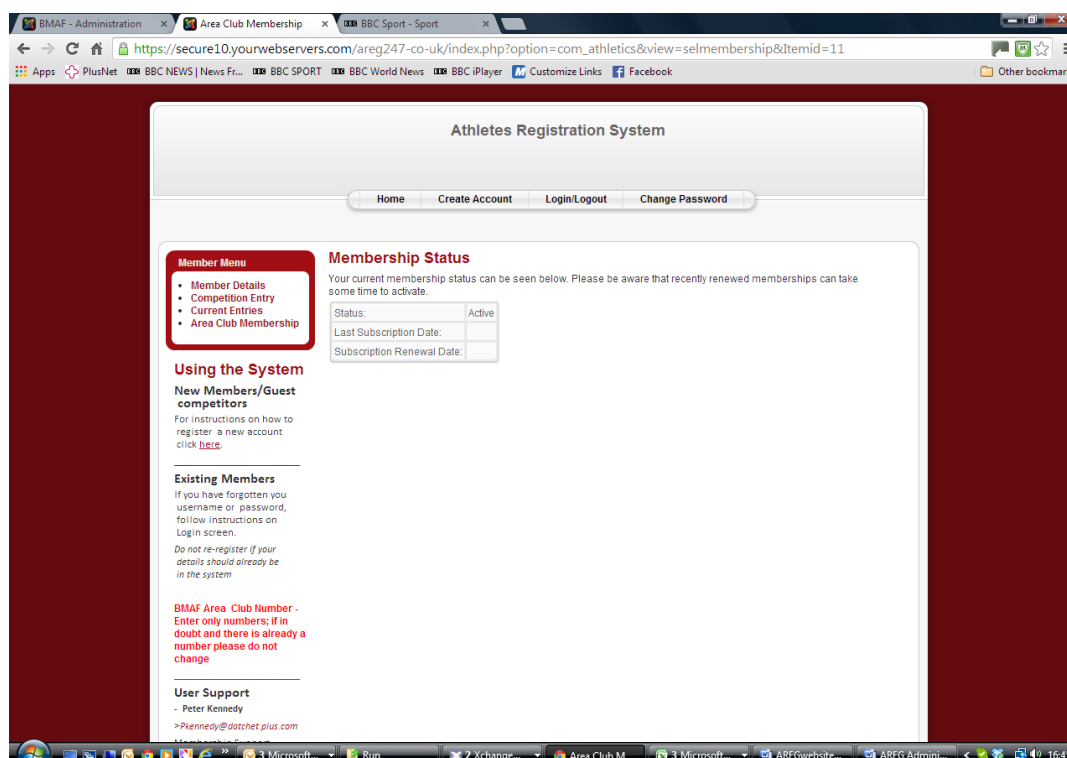 BMAF - Administration
Area Club Membership
BBC Sport - Sport
https://secure10.yourwebservers.com/areg247-co-uk/index.php?option=com_athletics&view=selmembership&Itemid=11
Apps
PlusNet
BBC NEWS | News Fr...
BBC SPORT
BBC World News
BBC iPlayer
Customize Links
Facebook
Other bookmar
Athletes Registration System
Home
Create Account
Login/Logout
Change Password
Member Menu
• Member Details
• Competition Entry
• Current Entries
• Area Club Membership
Membership Status
Your current membership status can be seen below. Please be aware that recently renewed memberships can take
some time to activate.
Status: Active
Last Subscription Date:
Subscription Renewal Date:
Using the System
New Members/Guest
competitors
For instructions on how to
register a new account
click here.
Existing Members
If you have forgotten you
username or password,
follow instructions on
Login screen.
Do not re-register if your
details should already be
in the system
BMAF Area Club Number -
Enter only numbers; if in
doubt and there is already a
number please do not
change
User Support
- Peter Kennedy
>Pkennedy@datchet.plus.com
Membership Support
3 Microsoft...
Run
2 Xchange...
Area Club M...
3 Microsoft...
AREGwebsite...
AREG Admini...
16:4